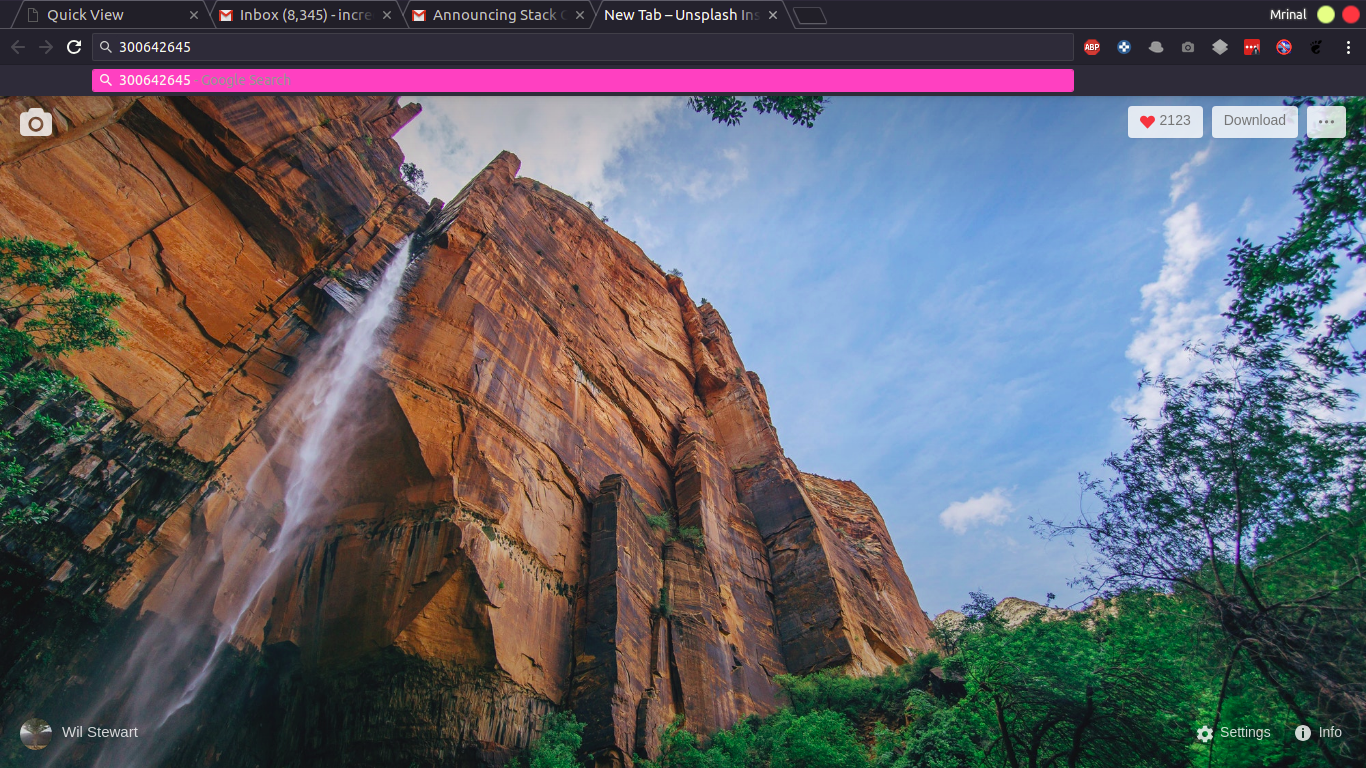 Quick View
Inbox (8,345) - incre
Announcing Stack
New Tab – Unsplash Ins
Mrinal
300642645
ABP
300642645 - Google Search
2123
Download
Wil Stewart
Settings
Info